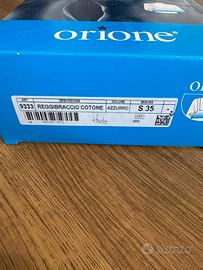 orione®
ART. DESCRIZIONE COLORE MISURA
9333 REGGIBRACCIO COTONE AZZURRO S 35
subito